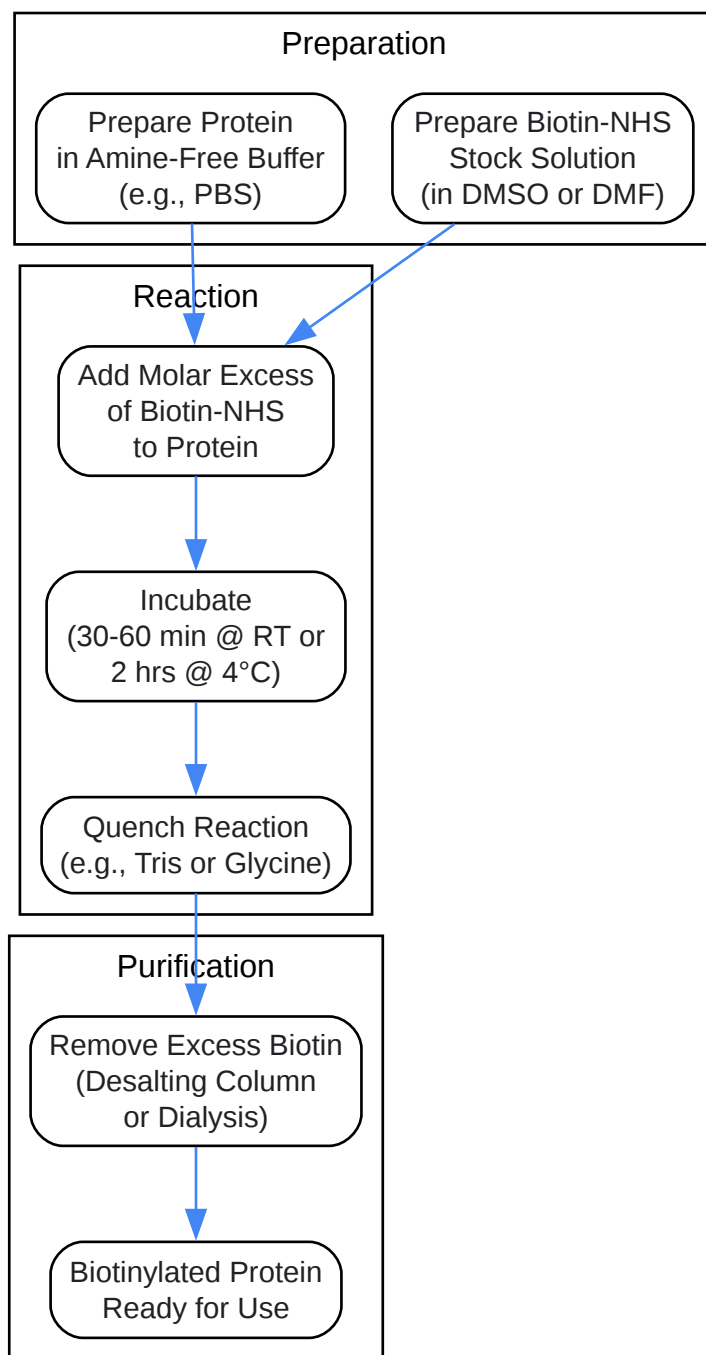 Preparation
Prepare Protein
in Amine-Free Buffer
(e.g., PBS)
Prepare Biotin-NHS
Stock Solution
(in DMSO or DMF)
Reaction
Add Molar Excess
of Biotin-NHS
to Protein
Incubate
(30-60 min @ RT or
2 hrs @ 4°C)
Quench Reaction
(e.g., Tris or Glycine)
Purification
Remove Excess Biotin
(Desalting Column
or Dialysis)
Biotinylated Protein
Ready for Use